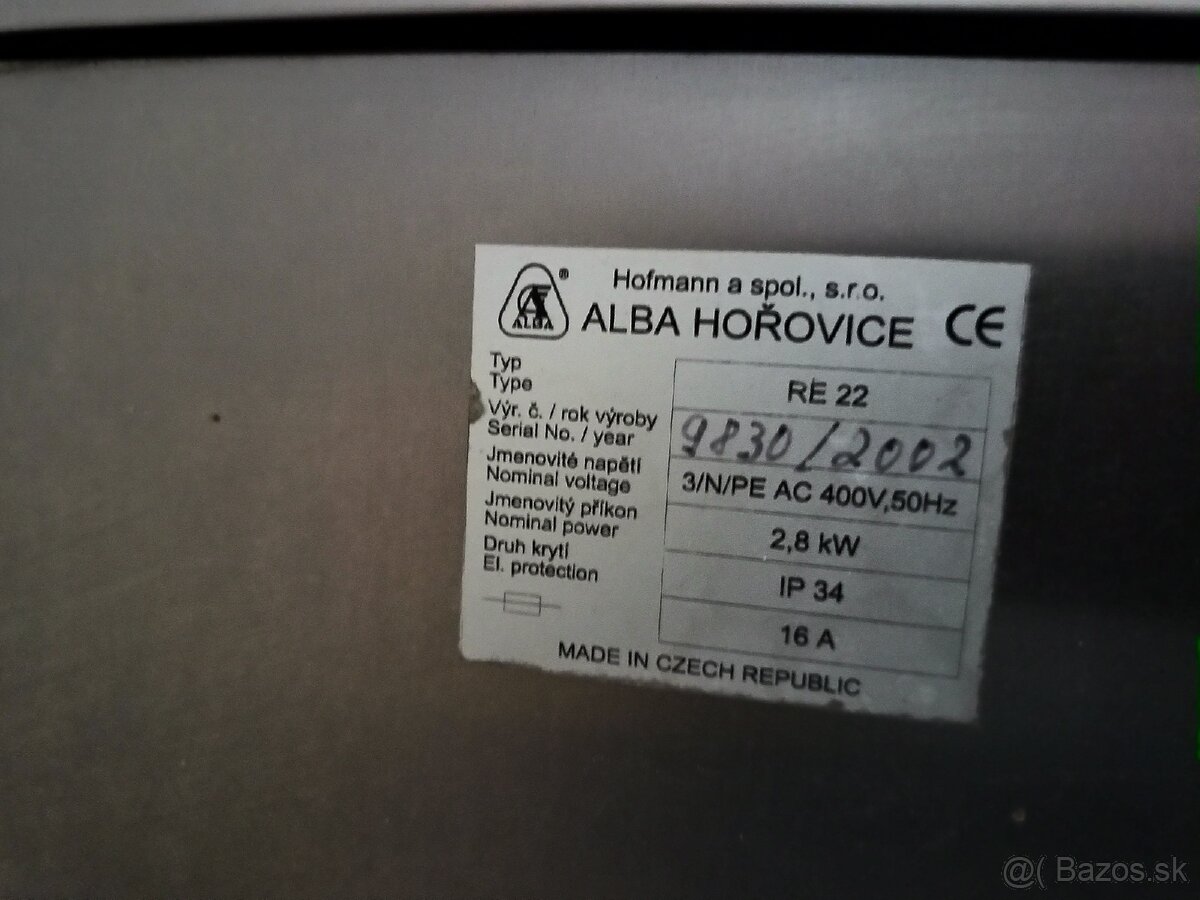 Hofmann a spol., s.r.o.
ALBA ® ALBA HOŘOVICE CE
Typ
Type RE 22
Výr. č. / rok výroby
Serial No. / year 9830/2002
Jmenovité napětí
Nominal voltage 3/N/PE AC 400V,50Hz
Jmenovitý příkon
Nominal power 2,8 kW
Druh krytí
El. protection IP 34
16 A
MADE IN CZECH REPUBLIC
@( Bazos.sk